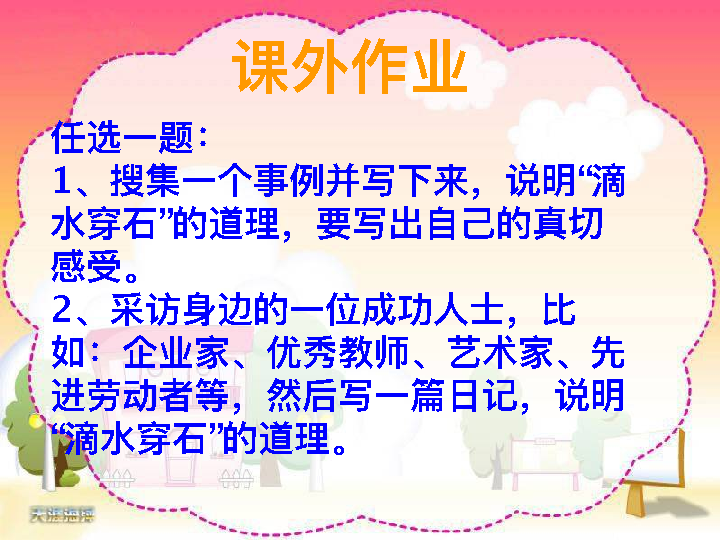 课外作业
任选一题：
1、搜集一个事例并写下来，说明“滴
水穿石”的道理，要写出自己的真切
感受。
2、采访身边的一位成功人士，比
如：企业家、优秀教师、艺术家、先
进劳动者等，然后写一篇日记，说明
“滴水穿石”的道理。